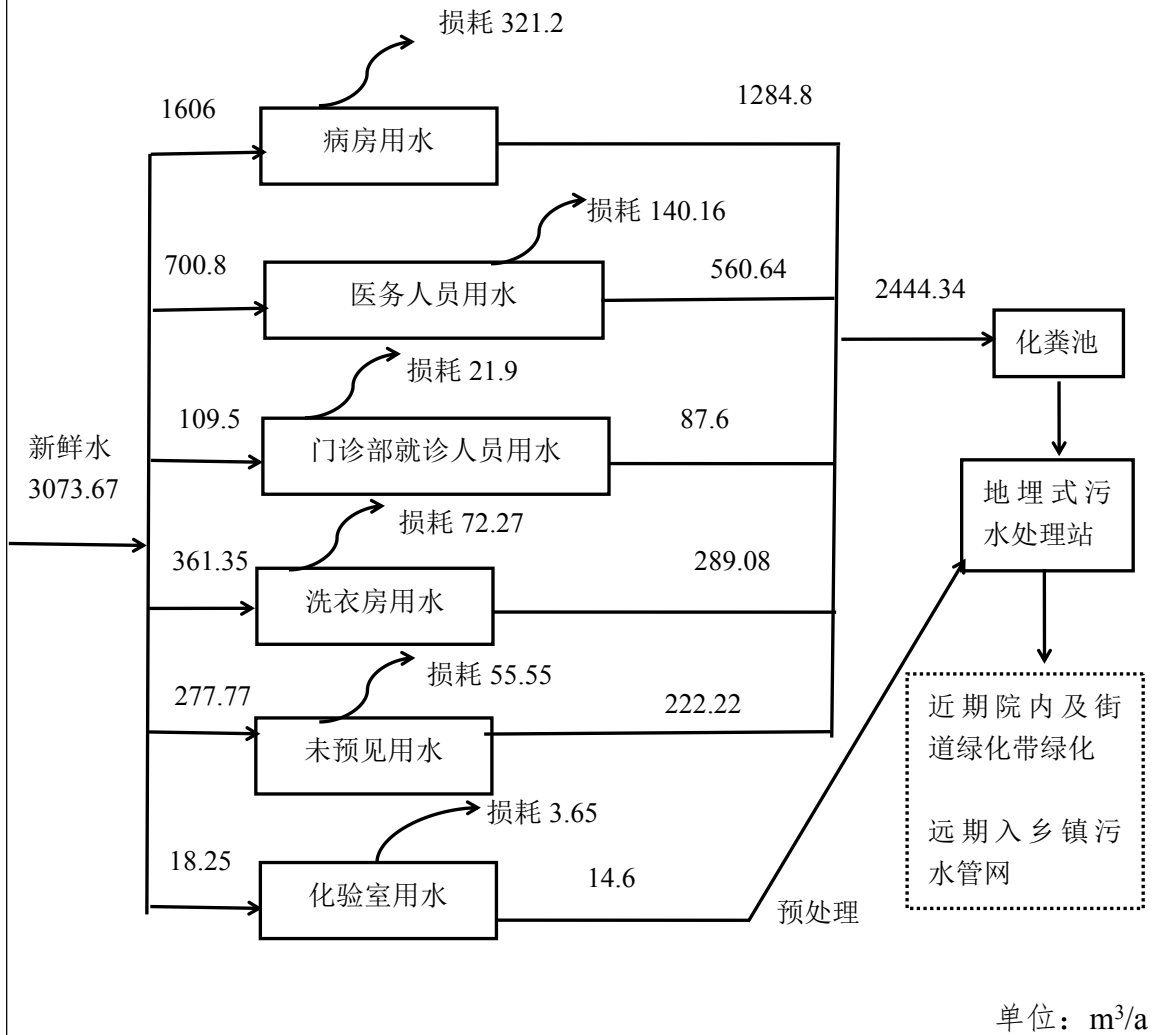 损耗 321.2
1606
1284.8
病房用水
损耗 140.16
700.8
560.64
医务人员用水
2444.34
化粪池
损耗 21.9
109.5
87.6
门诊部就诊人员用水
新鲜水
3073.67
地埋式污
水处理站
损耗 72.27
361.35
289.08
洗衣房用水
损耗 55.55
277.77
222.22
未预见用水
近期院内及街
道绿化带绿化
远期入乡镇污
水管网
损耗 3.65
18.25
14.6
化验室用水
预处理
单位：m³/a